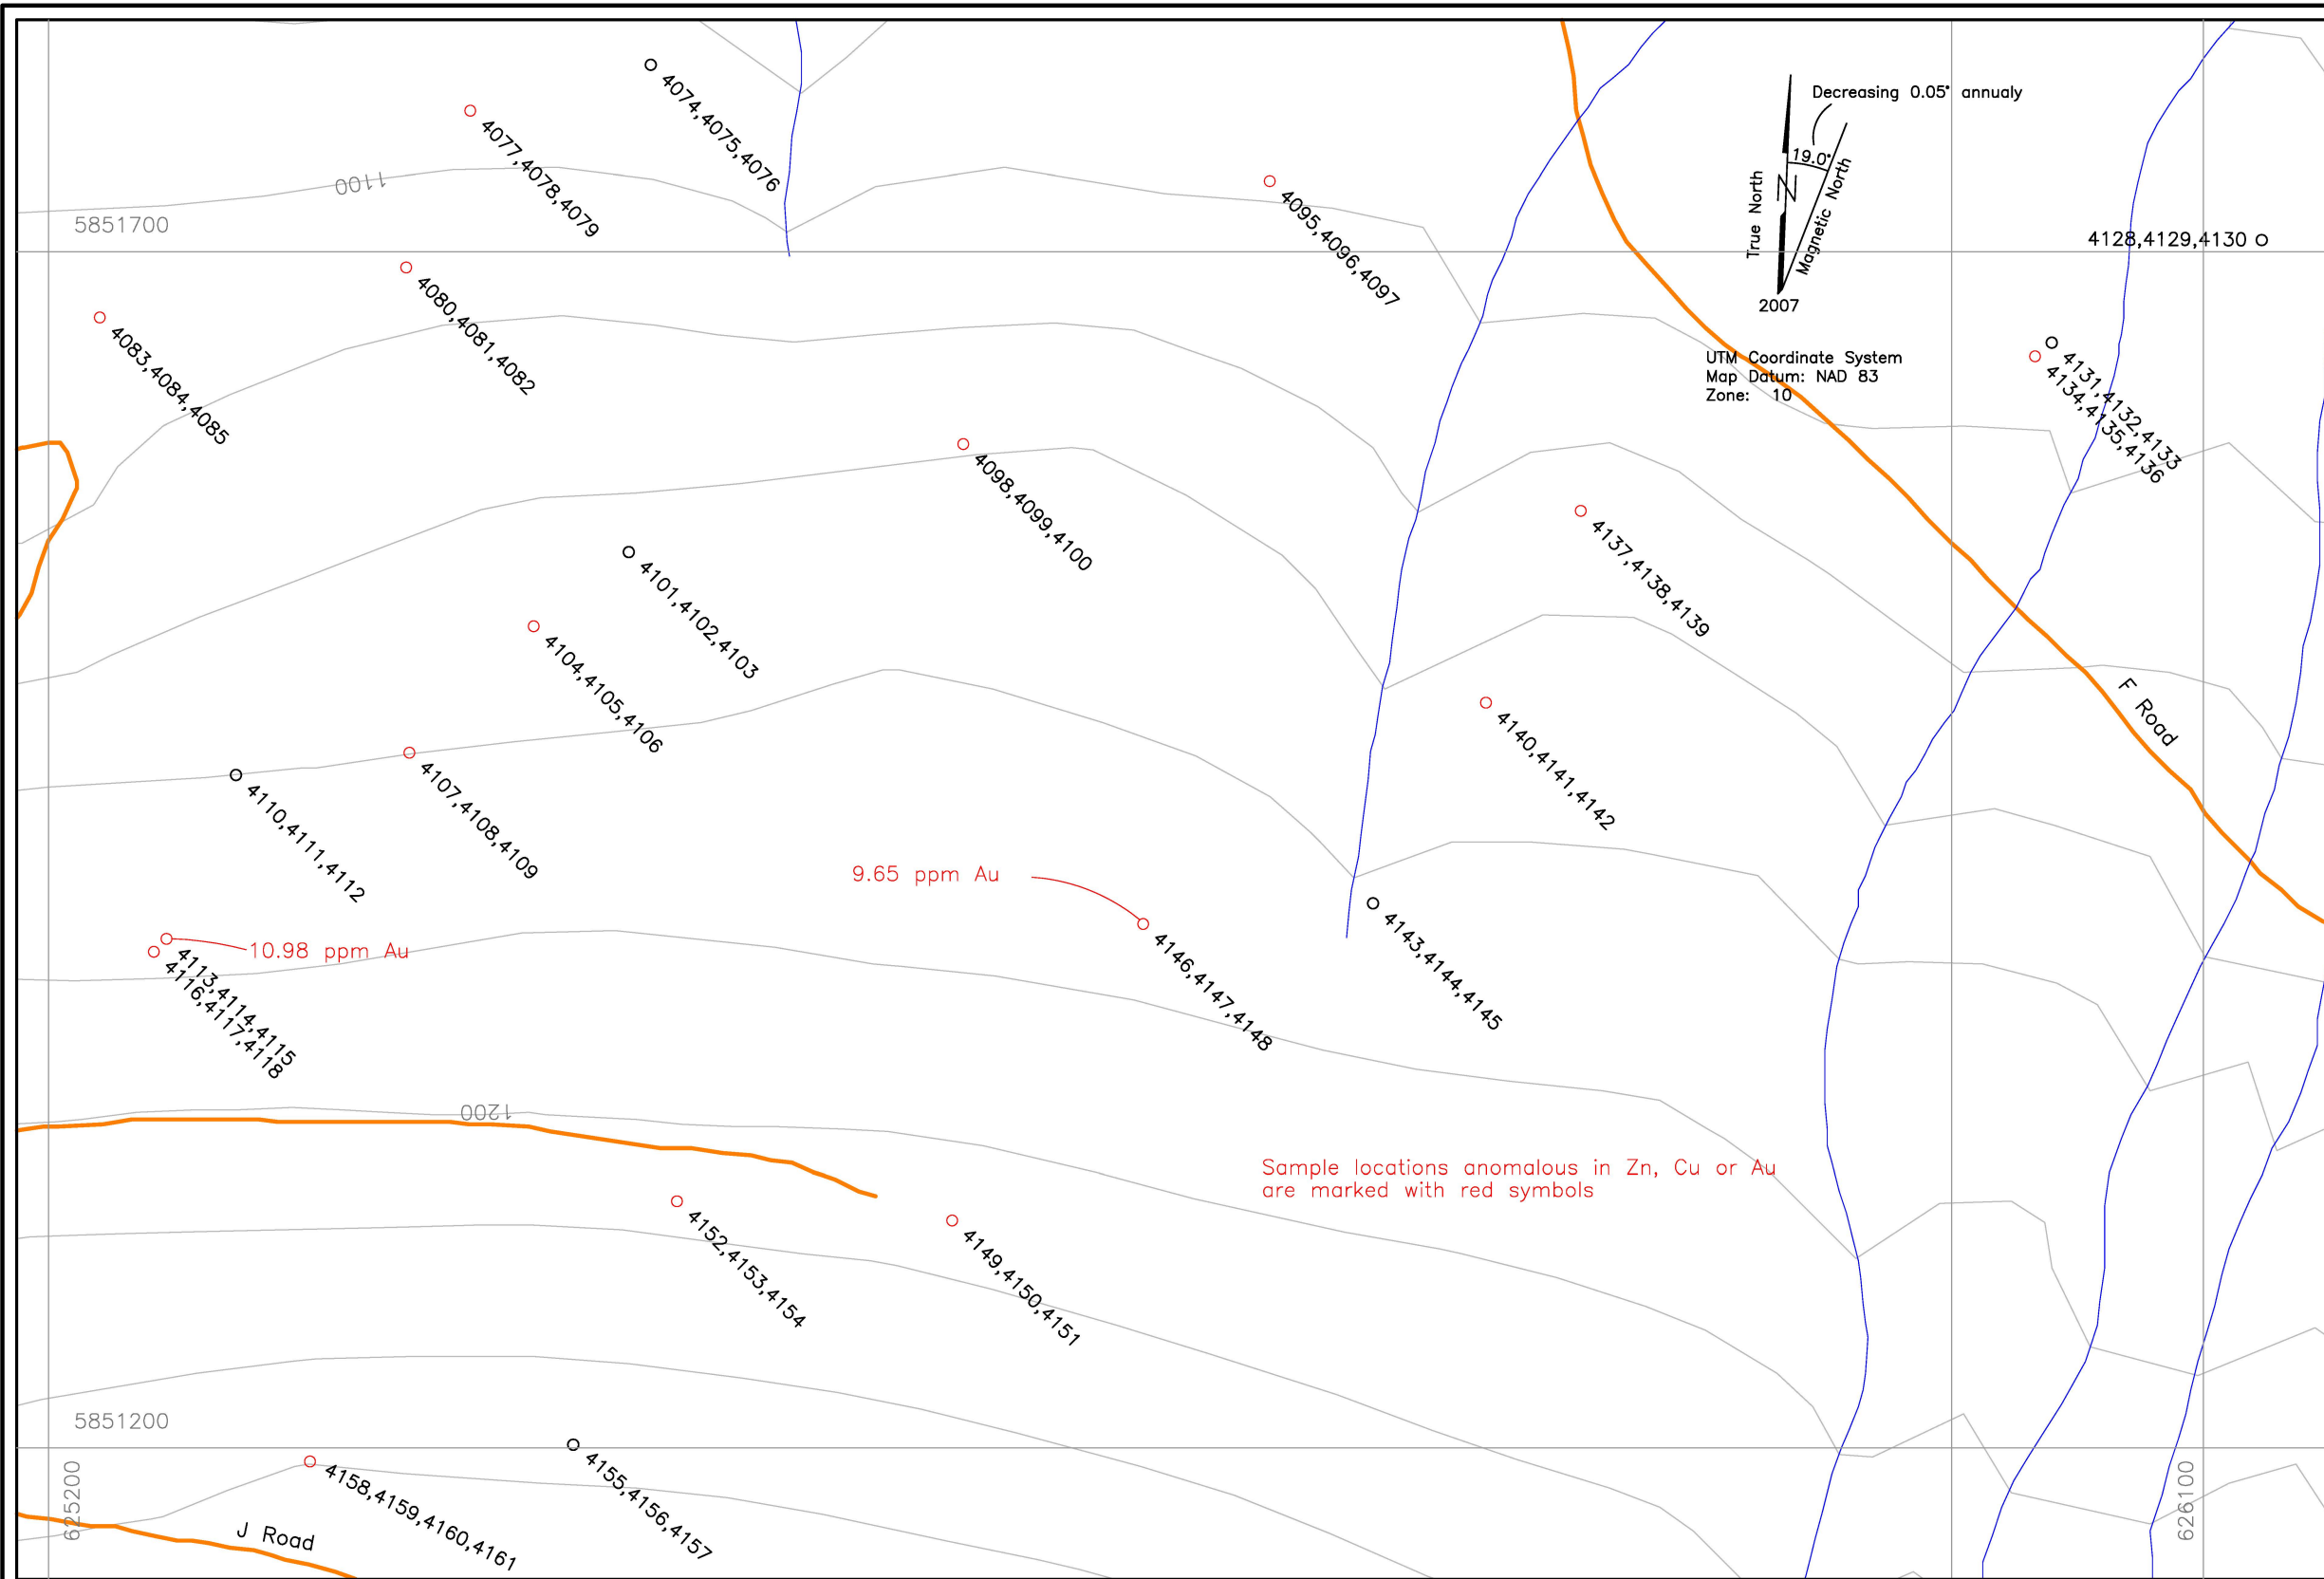 4074,4075,4076
Decreasing 0.05° annualy
4077,4078,4079
19.0°
1100
True North
N
Magnetic North
4095,4096,4097
5851700
4128,4129,4130
4080,4081,4082
2007
4083,4084,4085
UTM Coordinate System
Map Datum: NAD 83
Zone: 10
4131,4132,4133
4134,4135,4136
4098,4099,4100
4137,4138,4139
4101,4102,4103
4104,4105,4106
F Road
4140,4141,4142
4107,4108,4109
4110,4111,4112
9.65 ppm Au
4143,4144,4145
4146,4147,4148
10.98 ppm Au
4113,4114,4115
4116,4117,4118
1200
Sample locations anomalous in Zn, Cu or Au
are marked with red symbols
4152,4153,4154
4149,4150,4151
5851200
4155,4156,4157
4158,4159,4160,4161
625200
626100
J Road